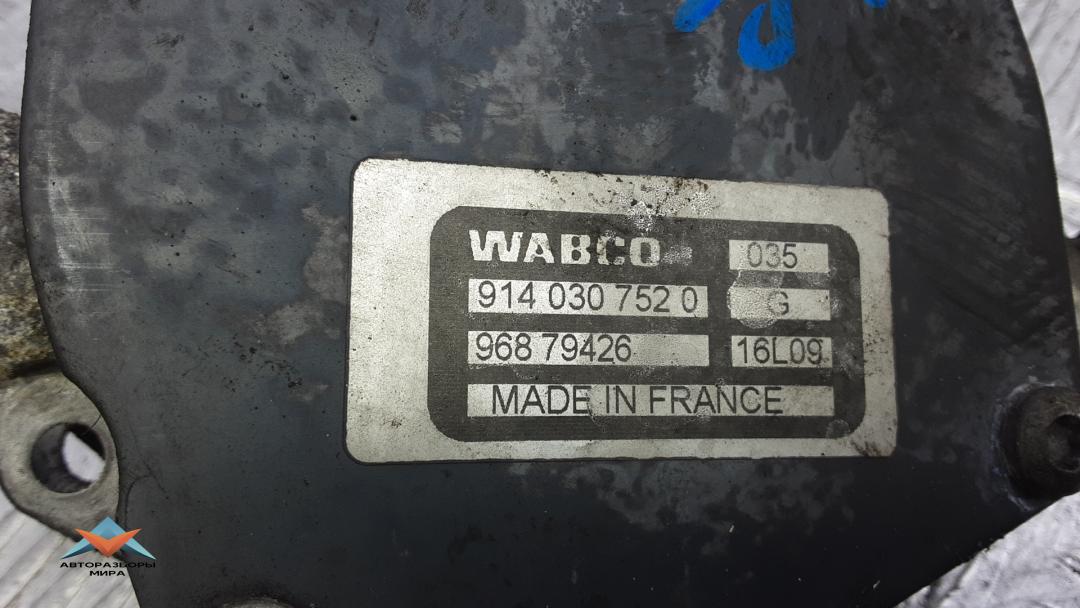 WABCO 035
914 030 752 0 G
968 79426 16L09
MADE IN FRANCE
АВТОРАЗБОРЫ
МИРА